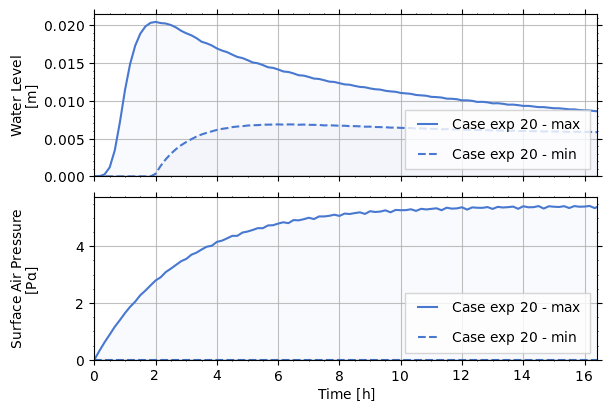 0.020
0.015
0.010
0.005
0.000
Water Level
[m]
Case exp 20 - max
Case exp 20 - min
4
2
0
Surface Air Pressure
[Pa]
Case exp 20 - max
Case exp 20 - min
0 2 4 6 8 10 12 14 16
Time [h]